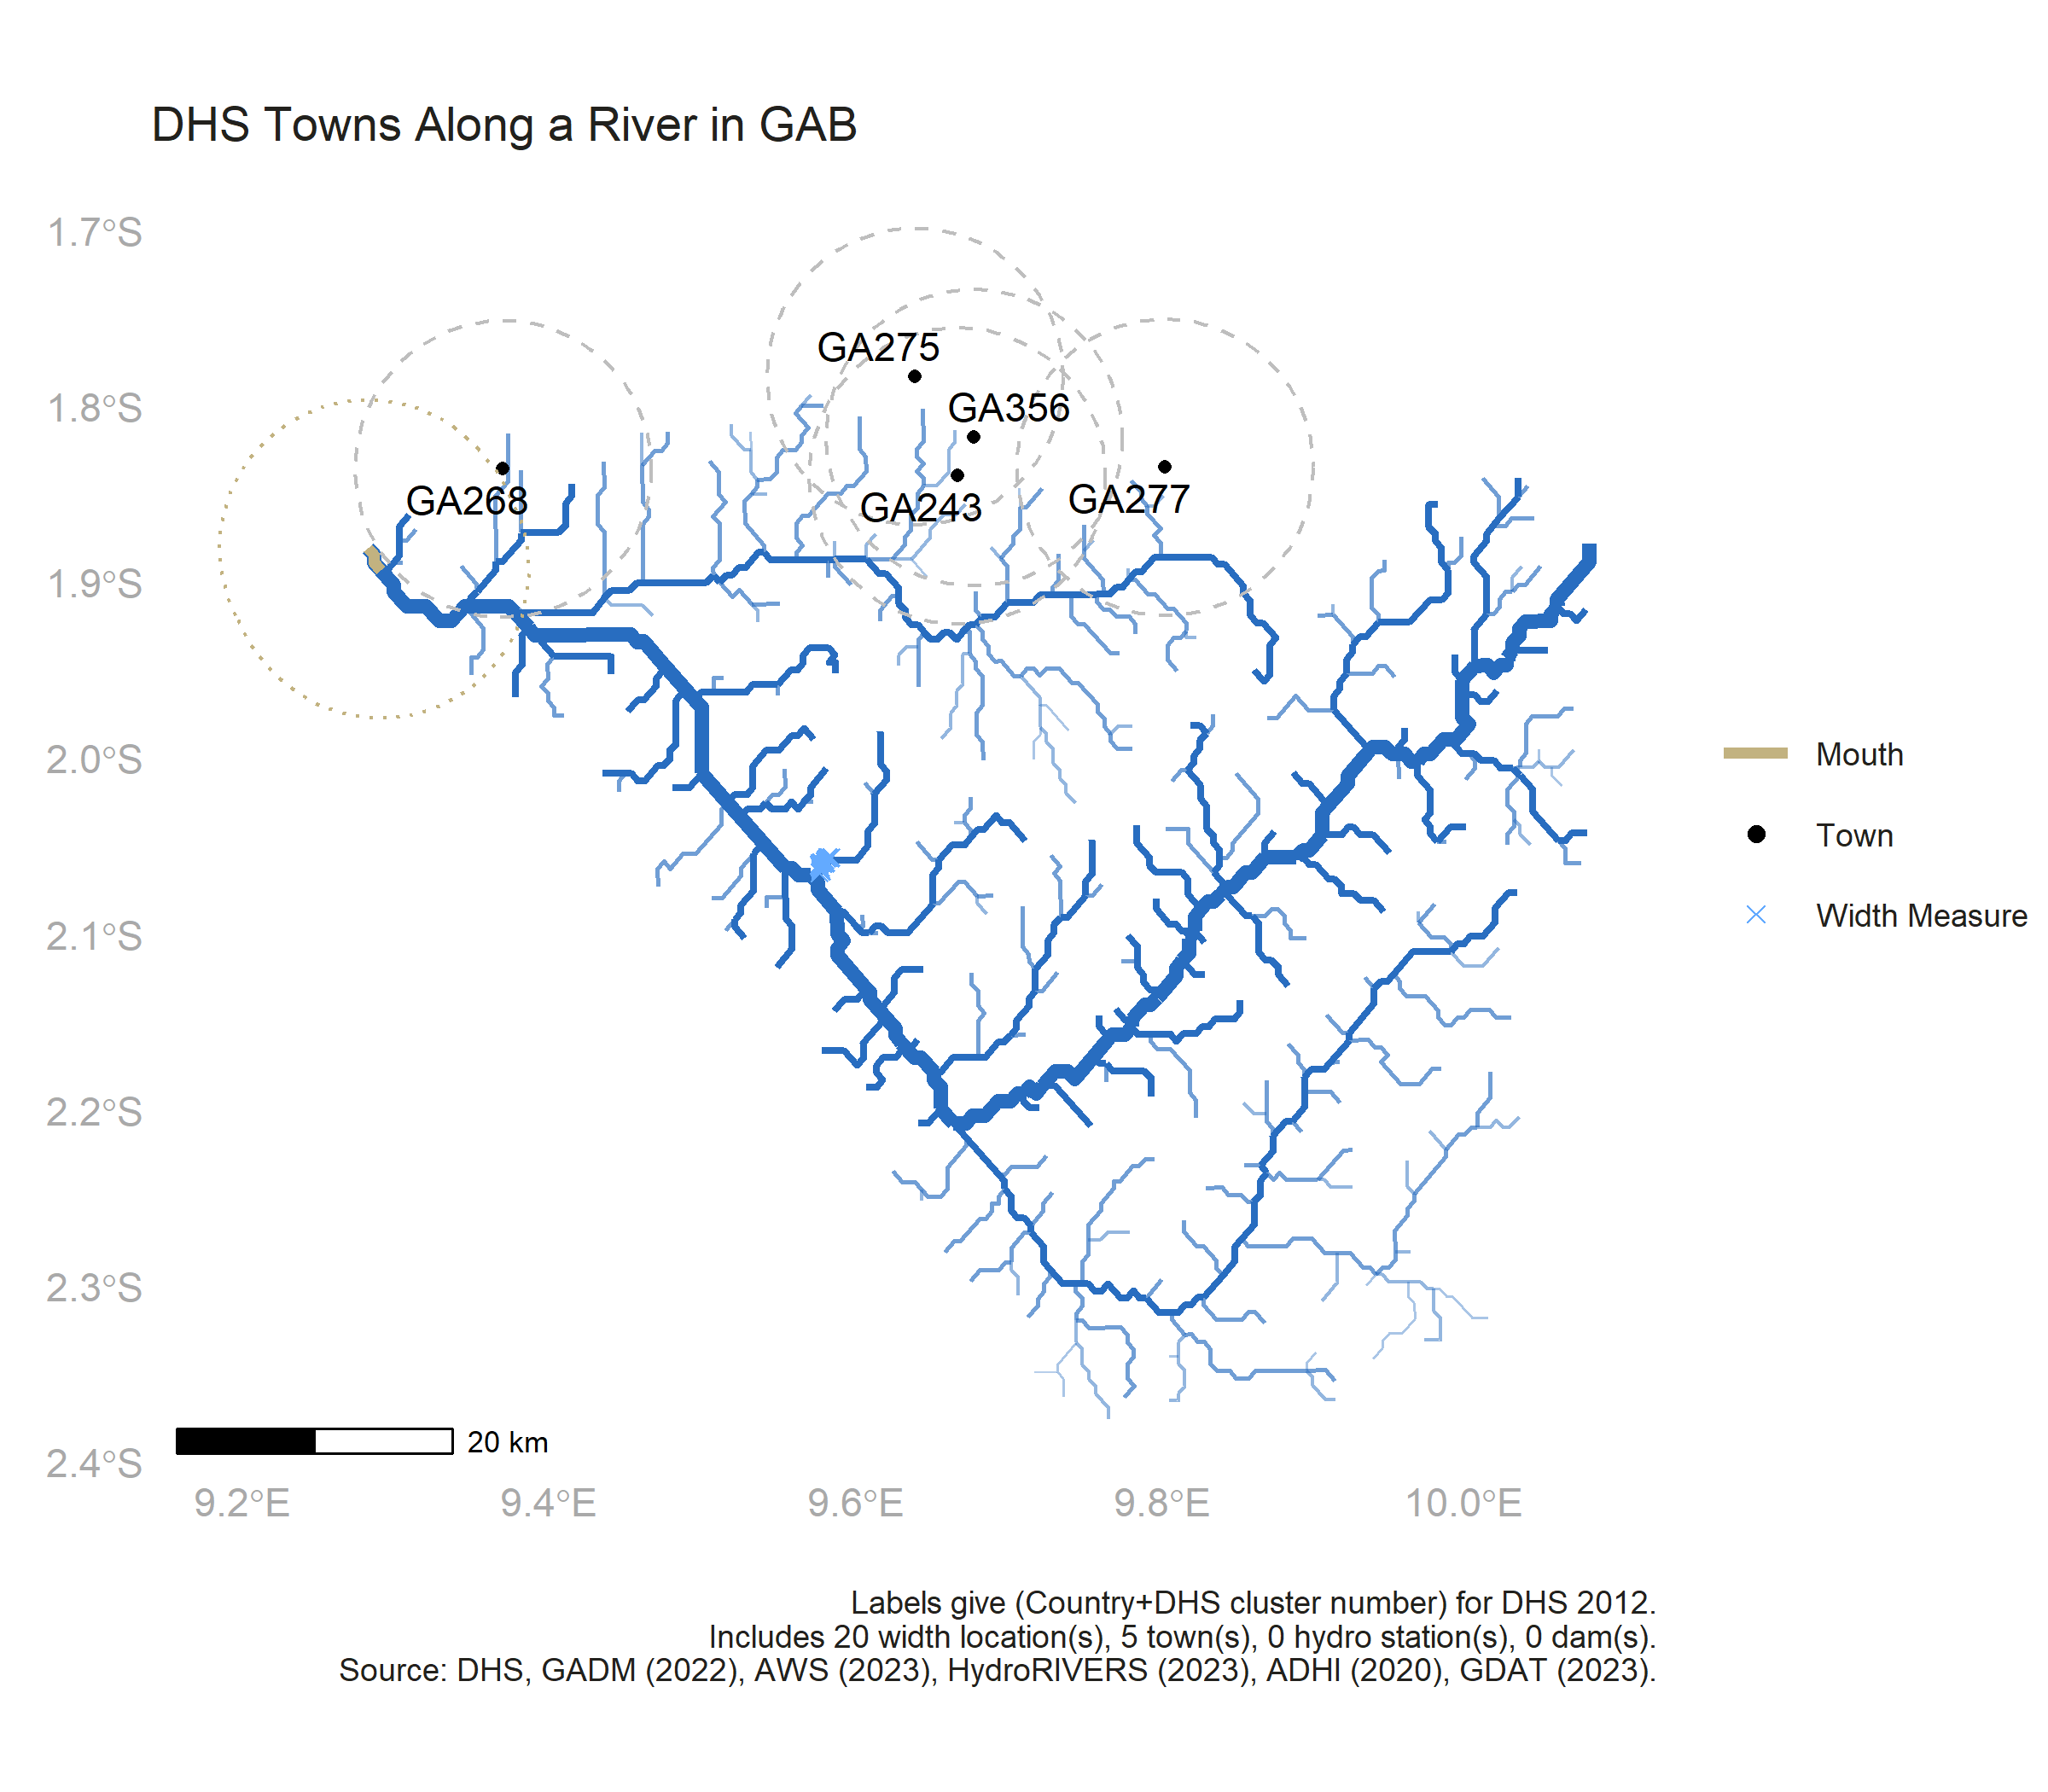 DHS Towns Along a River in GAB
1.7°S
1.8°S
1.9°S
2.0°S
2.1°S
2.2°S
2.3°S
2.4°S
GA275
GA356
GA268
GA243
GA277
Mouth
Town
Width Measure
20 km
9.2°E
9.4°E
9.6°E
9.8°E
10.0°E
Labels give (Country+DHS cluster number) for DHS 2012.
Includes 20 width location(s), 5 town(s), 0 hydro station(s), 0 dam(s).
Source: DHS, GADM (2022), AWS (2023), HydroRIVERS (2023), ADHI (2020), GDAT (2023).